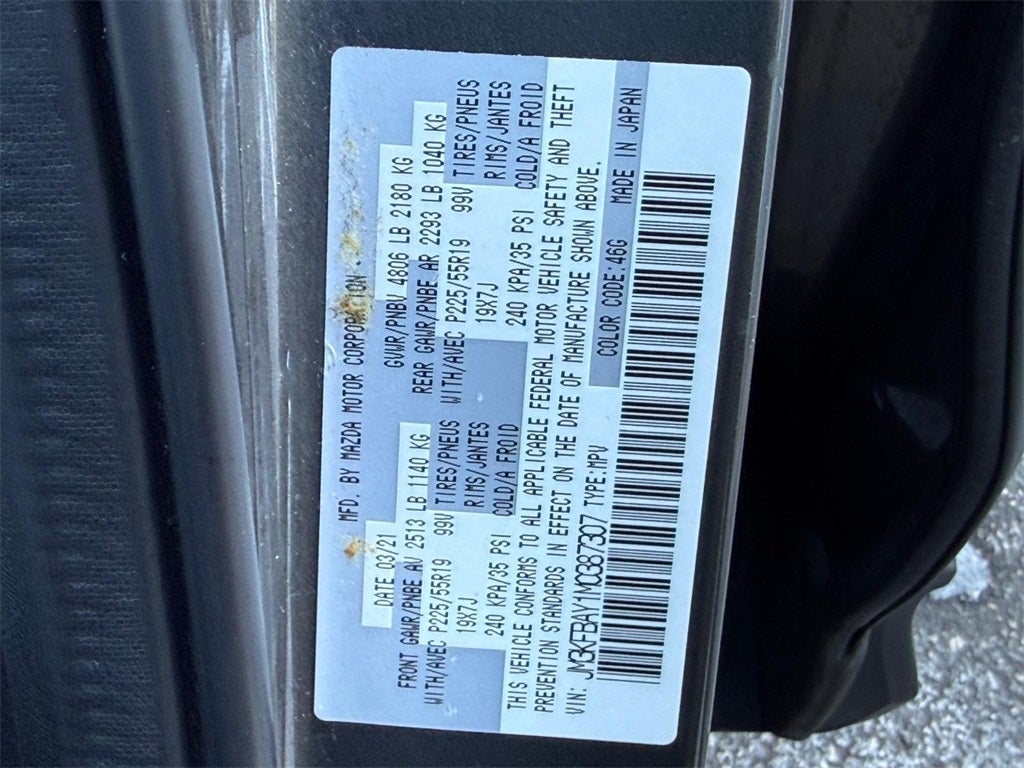 MFD. BY MAZDA MOTOR CORPORATION
DATE 03/21 GVWR/PNBV 4806 LB 2180 KG
FRONT GAWR/PNBE AV 2513 LB 1140 KG REAR GAWR/PNBE AR 2293 LB 1040 KG
WITH/AVEC P225/55R19 99V TIRES/PNEUS WITH/AVEC P225/55R19 99V TIRES/PNEUS
19X7J RIMS/JANTES 19X7J RIMS/JANTES
240 KPA/35 PSI COLD/A FROID 240 KPA/35 PSI COLD/A FROID
THIS VEHICLE CONFORMS TO ALL APPLICABLE FEDERAL MOTOR VEHICLE SAFETY AND THEFT
PREVENTION STANDARDS IN EFFECT ON THE DATE OF MANUFACTURE SHOWN ABOVE.
VIN: JM3KFBAY1M0387307 TYPE:MPV COLOR CODE:46G MADE IN JAPAN